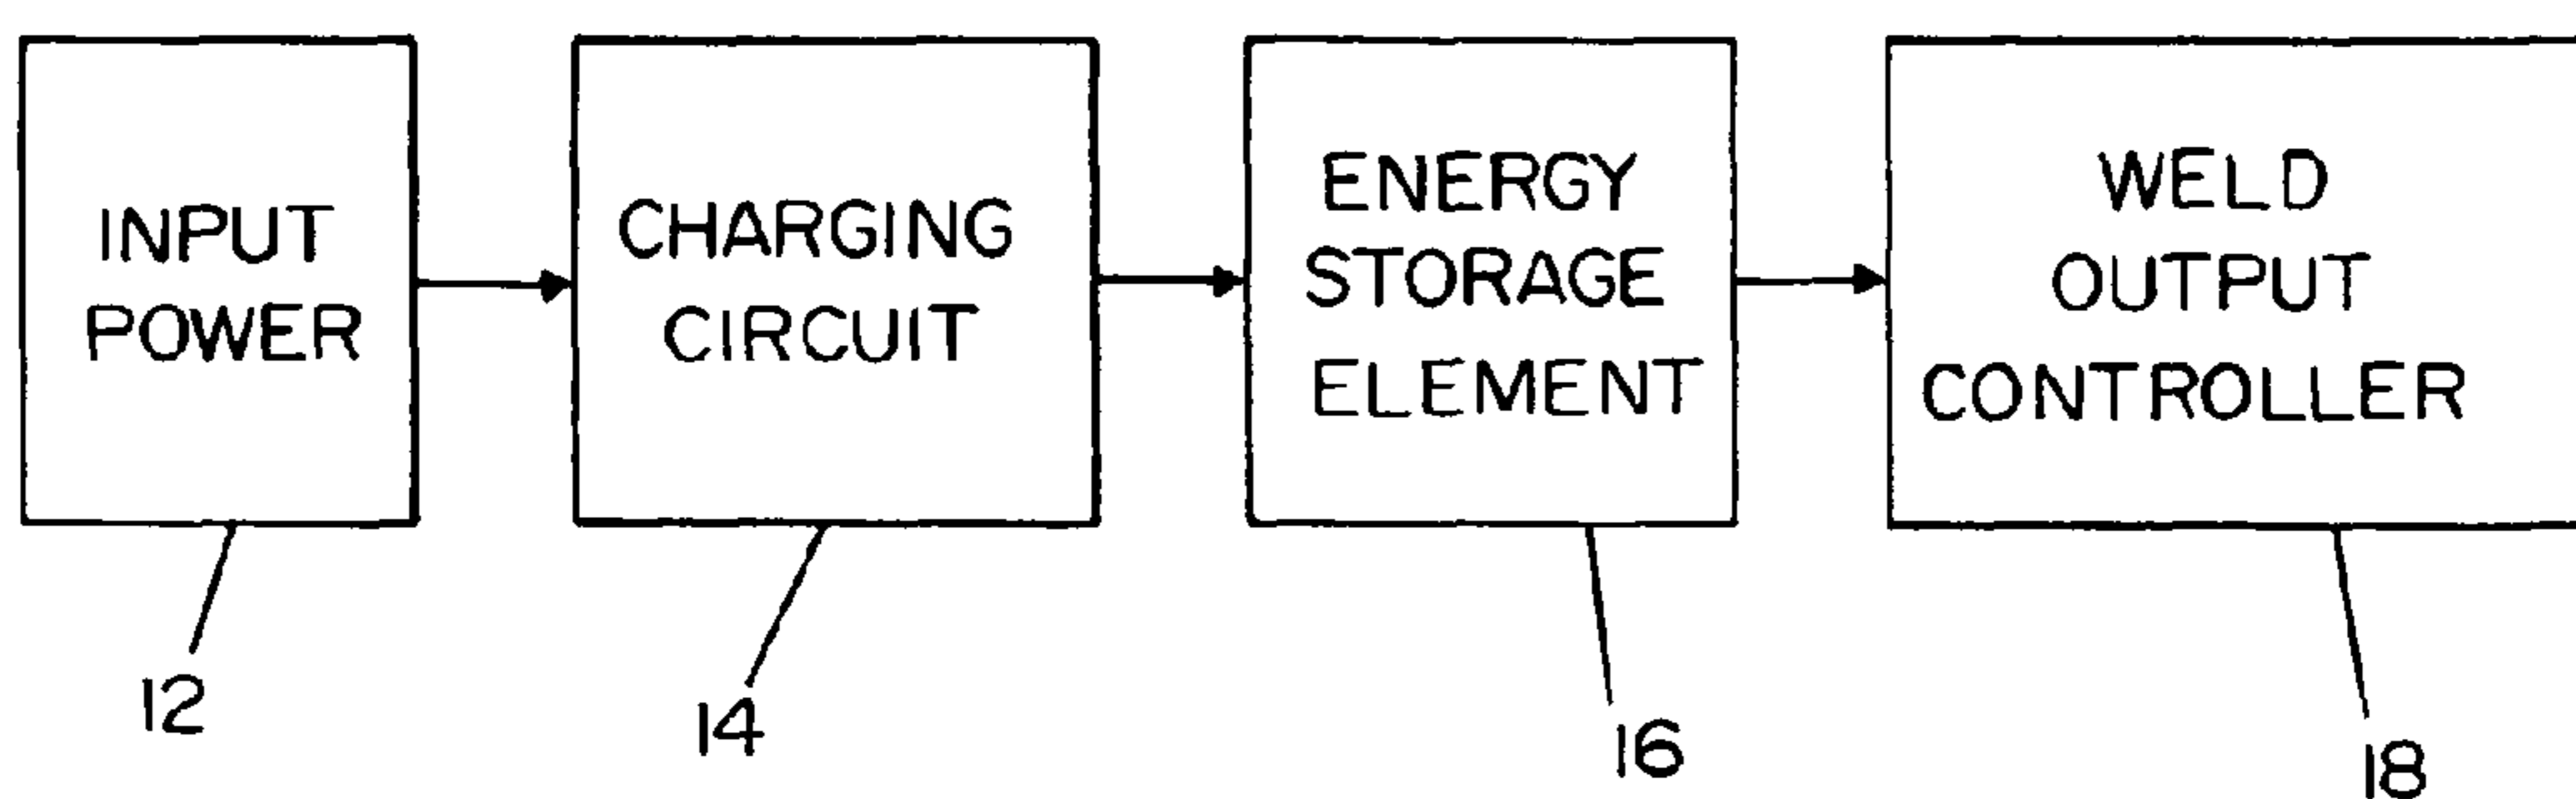 INPUT
POWER
CHARGING
CIRCUIT
ENERGY
STORAGE
ELEMENT
WELD
OUTPUT
CONTROLLER
12
14
16
18